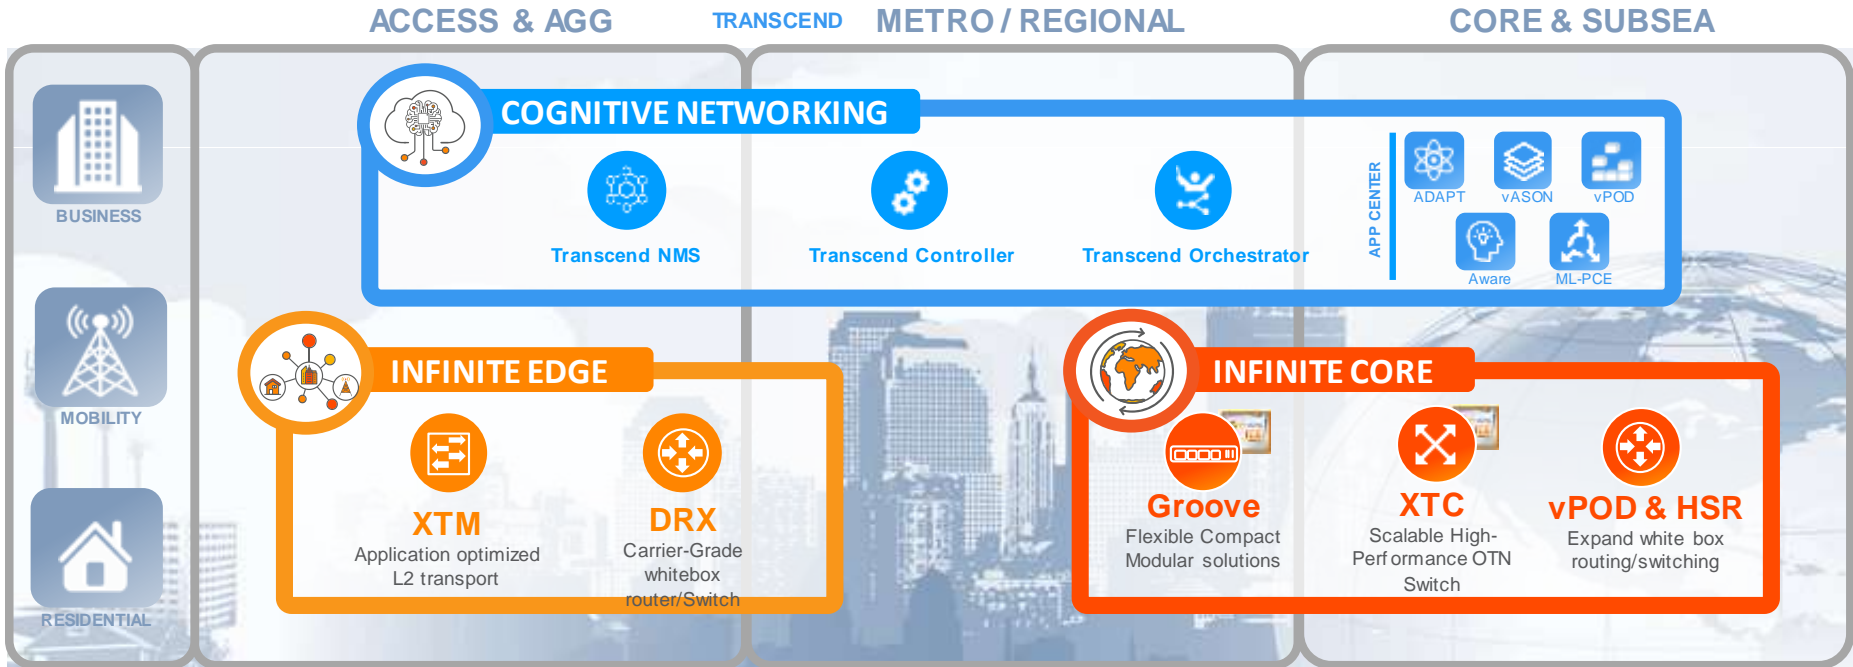 ACCESS & AGG
TRANSCEND
METRO / REGIONAL
CORE & SUBSEA
BUSINESS
MOBILITY
RESIDENTIAL
COGNITIVE NETWORKING
Transcend NMS
Transcend Controller
Transcend Orchestrator
APP CENTER
ADAPT
vASON
vPOD
Aware
ML-PCE
INFINITE EDGE
XTM
Application optimized
L2 transport
DRX
Carrier-Grade
whitebox
router/Switch
INFINITE CORE
Groove
Flexible Compact
Modular solutions
XTC
Scalable High-
Performance OTN
Switch
vPOD & HSR
Expand white box
routing/switching